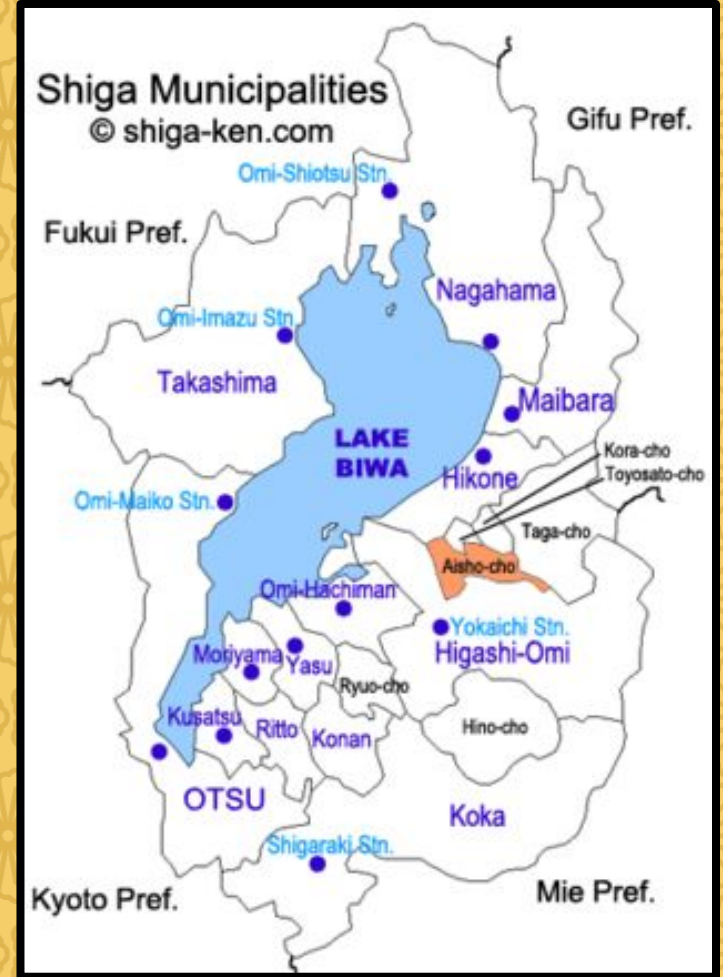 Shiga Municipalities
© shiga-ken.com
Gifu Pref.
Omi-Shiotsu Stn.
Fukui Pref.
Nagahama
Omi-Imazu Stn.
Takashima
Maibara
LAKE
BIWA
Kora-cho
Hikone
Toyosato-cho
Omi-Maiko Stn.
Taga-cho
Aisho-cho
Omi-Hachiman
Yokaichi Stn.
Moriyama
Yasu
Higashi-Omi
Ryuo-cho
Kusatsu
Ritto
Konan
Hino-cho
OTSU
Koka
Shigaraki Stn.
Kyoto Pref.
Mie Pref.